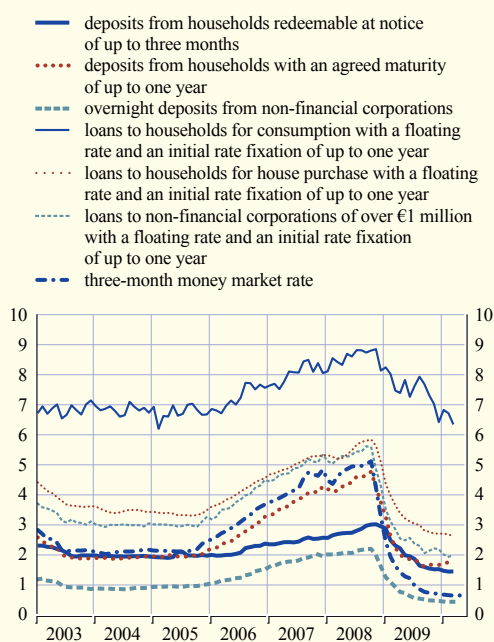 deposits from households redeemable at notice
of up to three months
deposits from households with an agreed maturity
of up to one year
overnight deposits from non-financial corporations
loans to households for consumption with a floating
rate and an initial rate fixation of up to one year
loans to households for house purchase with a floating
rate and an initial rate fixation of up to one year
loans to non-financial corporations of over €1 million
with a floating rate and an initial rate fixation
of up to one year
three-month money market rate
10 10
9 9
8 8
7 7
6 6
5 5
4 4
3 3
2 2
1 1
0 0
2003 2004 2005 2006 2007 2008 2009